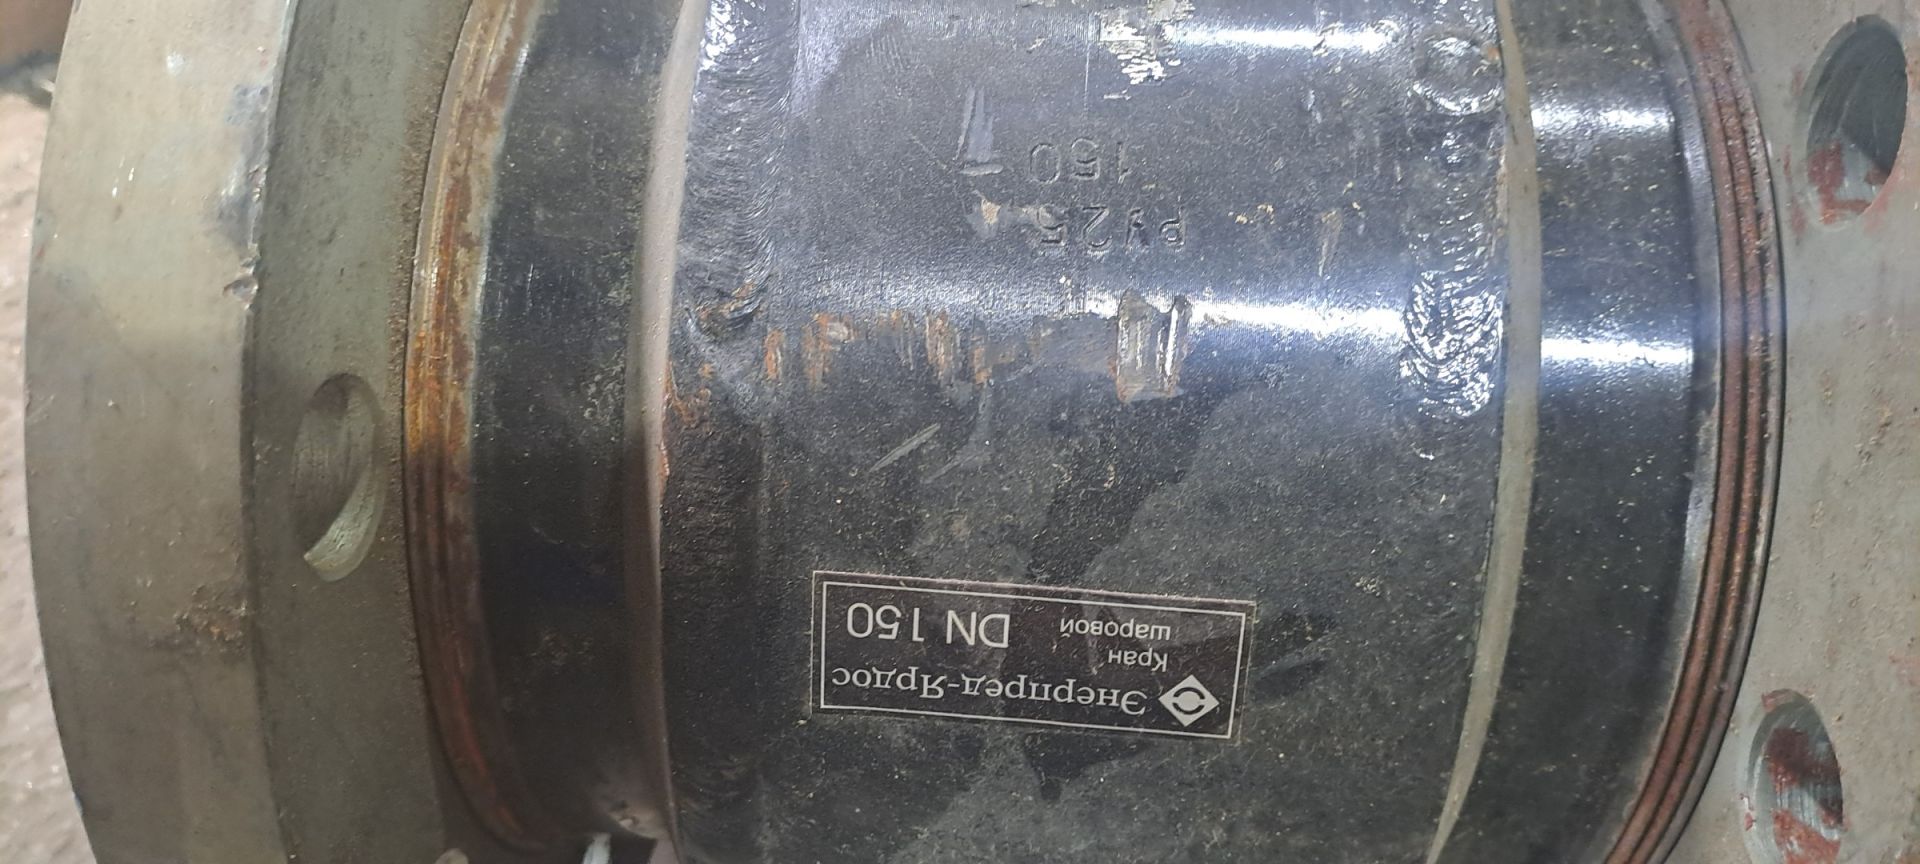 Энерпред-Ярдос
Кран
шаровой
DN 150
Ру25
150